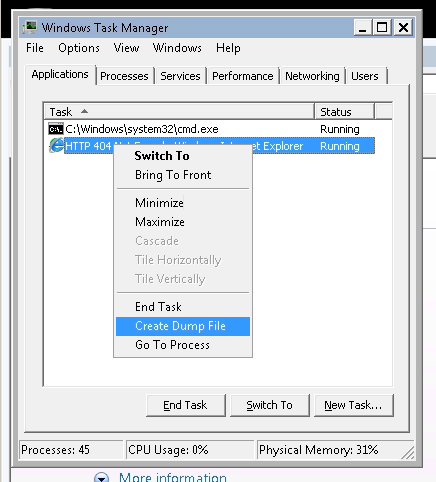 Windows Task Manager
File Options View Windows Help
Applications Processes Services Performance Networking Users
Task Status
C:\Windows\system32\cmd.exe Running
HTTP 404 Internet Explorer Running
Switch To
Bring To Front
Minimize
Maximize
Cascade
Tile Horizontally
Tile Vertically
End Task
Create Dump File
Go To Process
End Task Switch To New Task...
Processes: 45 CPU Usage: 0% Physical Memory: 31%
More information